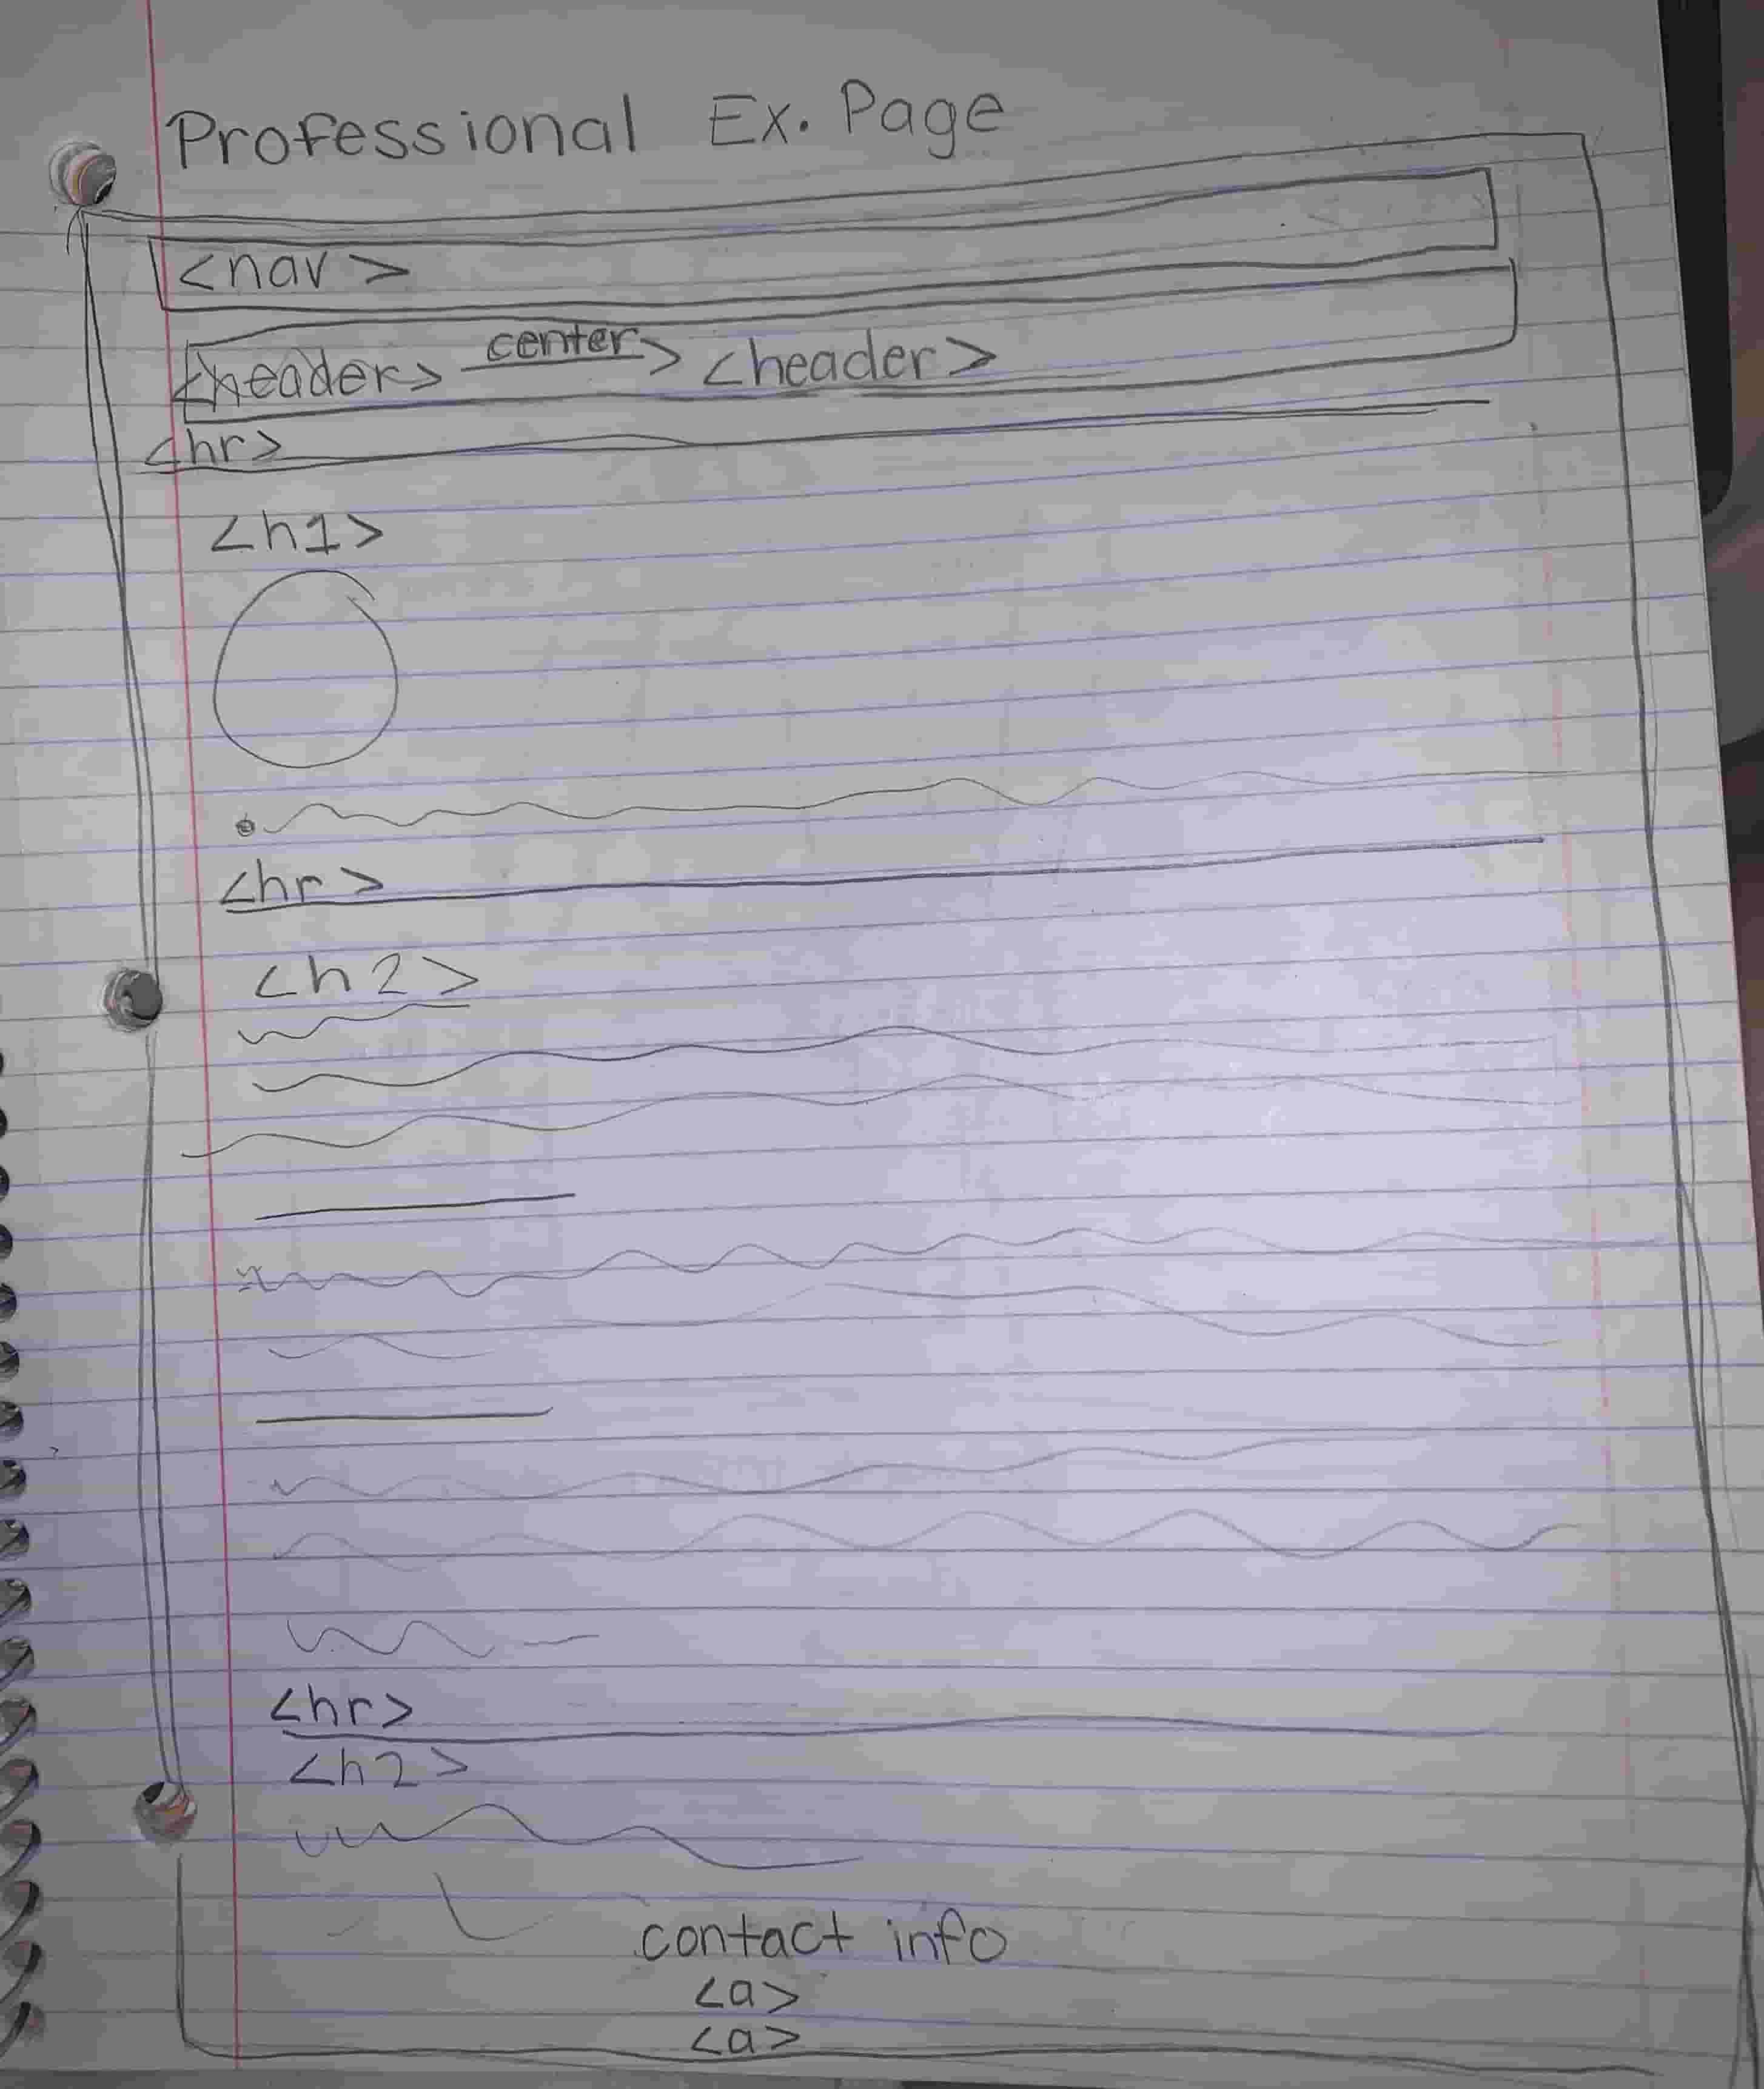 Professional Ex. Page
<nav>
<header> center> <header>
<hr>
<h1>
<hr>
<h2>
<hr>
<h2>
contact info
<a>
<a>